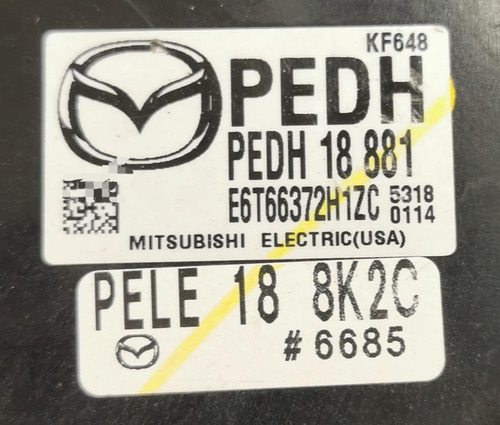 KF648
PEDH
PEDH 18 881
E6T66372H1ZC 5318
0114
MITSUBISHI ELECTRIC(USA)
PELE 18 8K2C
#6685